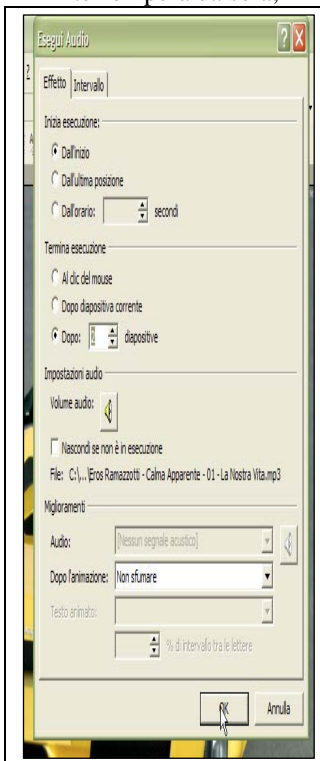 Esegui Audio
Effetto Intervallo
Inizia esecuzione:
Dall'inizio
Dall'ultima posizione
Dall'orario: secondi
Termina esecuzione
Al clic del mouse
Dopo diapositiva corrente
Dopo: diapositive
Impostazioni audio
Volume audio:
Nascondi se non è in esecuzione
File: C:\...\Eros Ramazzotti - Calma Apparente - 01 - La Nostra Vita.mp3
Miglioramenti
Audio: [Nessun segnale acustico]
Dopo l'animazione: Non sfumare
Testo animato:
% di intervallo tra le lettere
OK Annulla